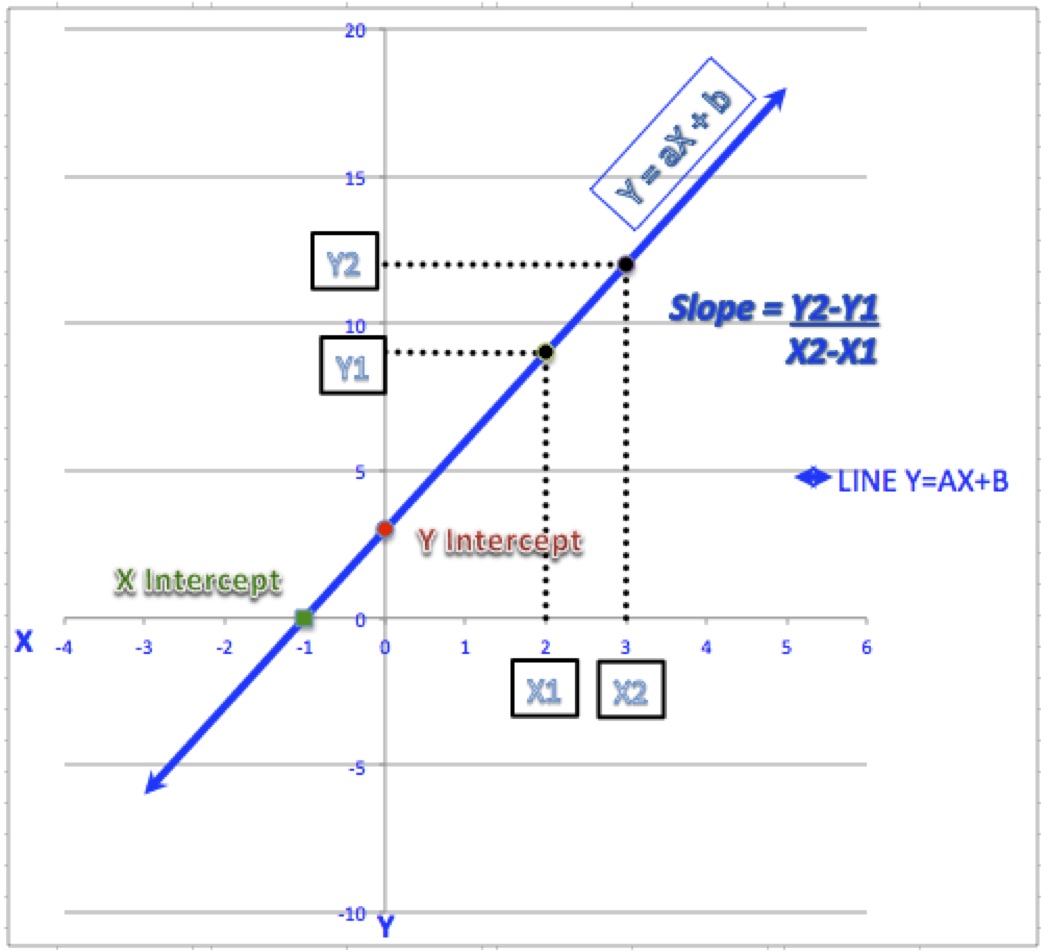 20
Y = aX + b
15
Y2
Slope = Y2-Y1
X2-X1
10
Y1
5
LINE Y=AX+B
Y Intercept
X Intercept
0
X
-4 -3 -2 -1 0 1 2 3 4 5 6
X1 X2
-5
-10
Y